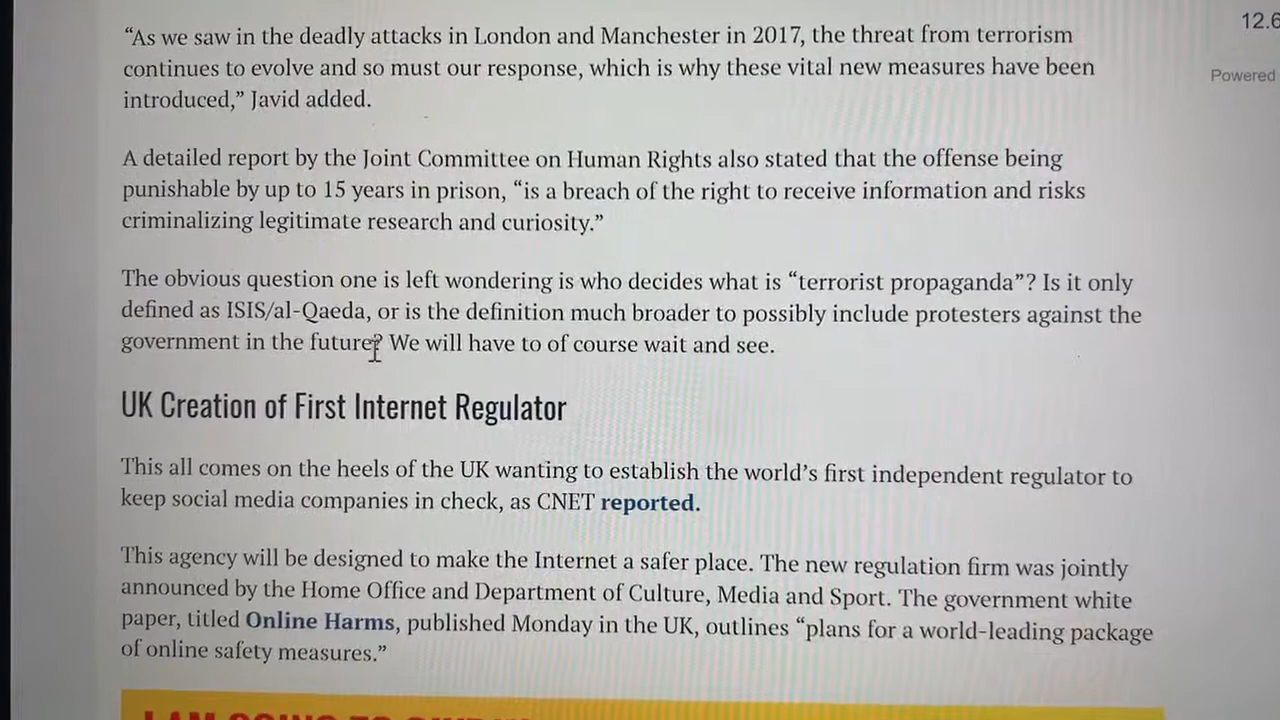 12.6
Powered
“As we saw in the deadly attacks in London and Manchester in 2017, the threat from terrorism
continues to evolve and so must our response, which is why these vital new measures have been
introduced,” Javid added.
A detailed report by the Joint Committee on Human Rights also stated that the offense being
punishable by up to 15 years in prison, “is a breach of the right to receive information and risks
criminalizing legitimate research and curiosity.”
The obvious question one is left wondering is who decides what is “terrorist propaganda”? Is it only
defined as ISIS/al-Qaeda, or is the definition much broader to possibly include protesters against the
government in the future? We will have to of course wait and see.
UK Creation of First Internet Regulator
This all comes on the heels of the UK wanting to establish the world’s first independent regulator to
keep social media companies in check, as CNET reported.
This agency will be designed to make the Internet a safer place. The new regulation firm was jointly
announced by the Home Office and Department of Culture, Media and Sport. The government white
paper, titled Online Harms, published Monday in the UK, outlines “plans for a world-leading package
of online safety measures.”